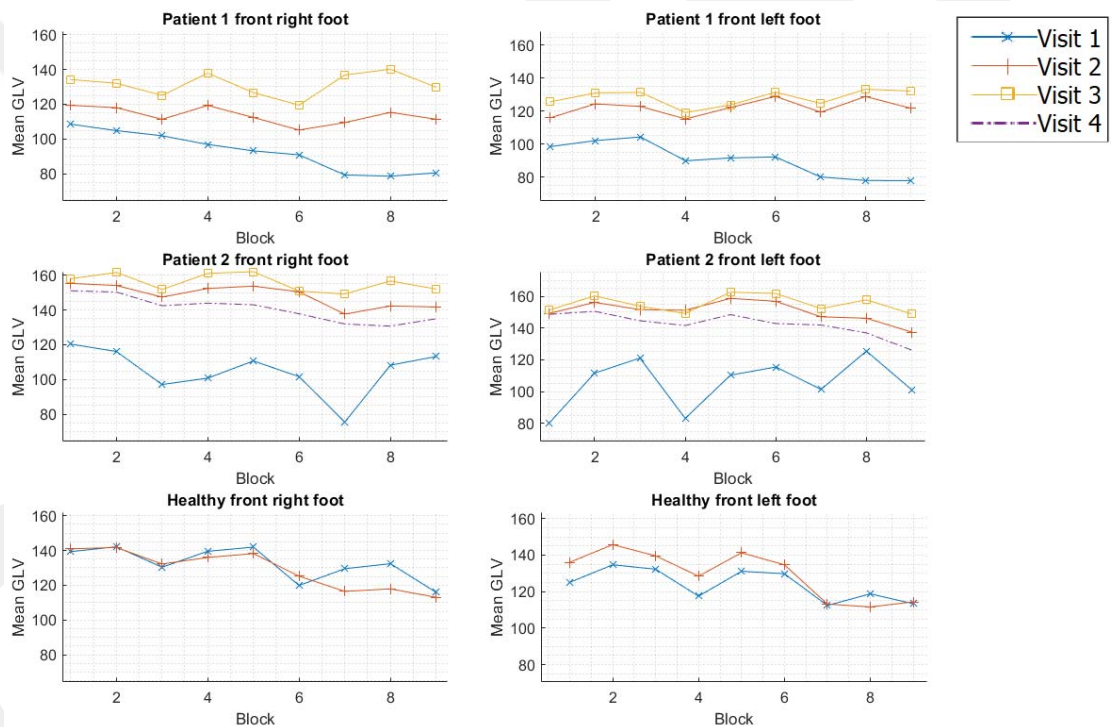 Patient 1 front right foot
160
140
120
100
80
Mean GLV
2 4 6 8
Block
Patient 1 front left foot
160
140
120
100
80
Mean GLV
2 4 6 8
Block
Visit 1
Visit 2
Visit 3
Visit 4
Patient 2 front right foot
160
140
120
100
80
Mean GLV
2 4 6 8
Block
Patient 2 front left foot
160
140
120
100
80
Mean GLV
2 4 6 8
Block
Healthy front right foot
160
140
120
100
80
Mean GLV
2 4 6 8
Block
Healthy front left foot
160
140
120
100
80
Mean GLV
2 4 6 8
Block